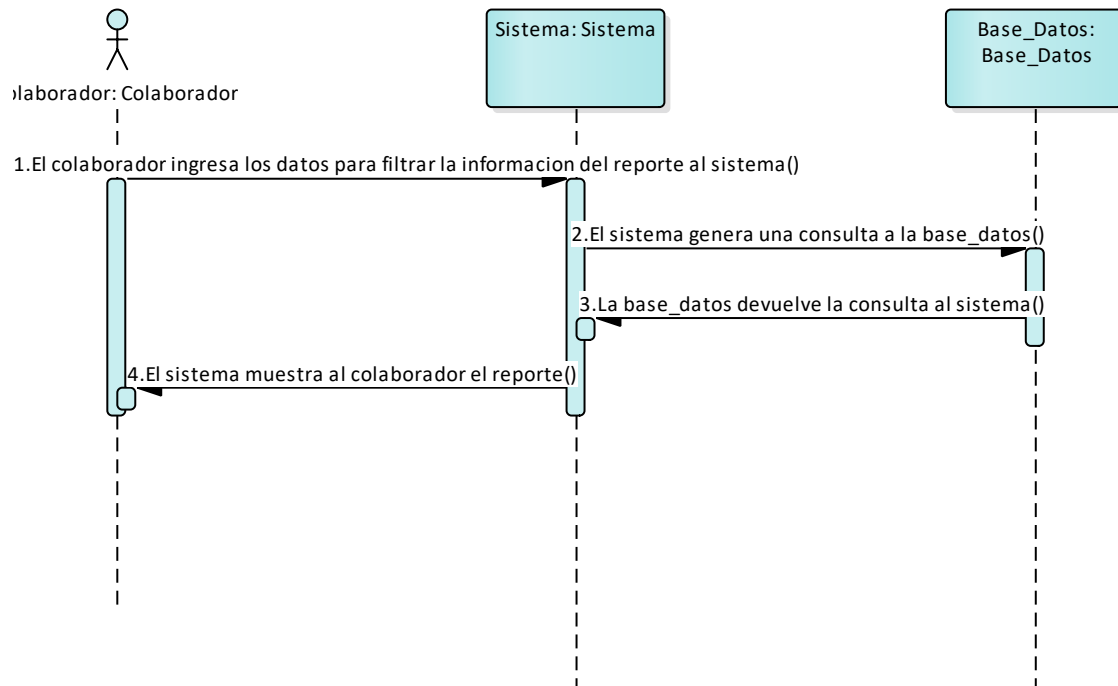 Sistema: Sistema
Base_Datos:
Base_Datos
olaborador: Colaborador
1.El colaborador ingresa los datos para filtrar la informacion del reporte al sistema()
2.El sistema genera una consulta a la base_datos()
3.La base_datos devuelve la consulta al sistema()
4.El sistema muestra al colaborador el reporte()